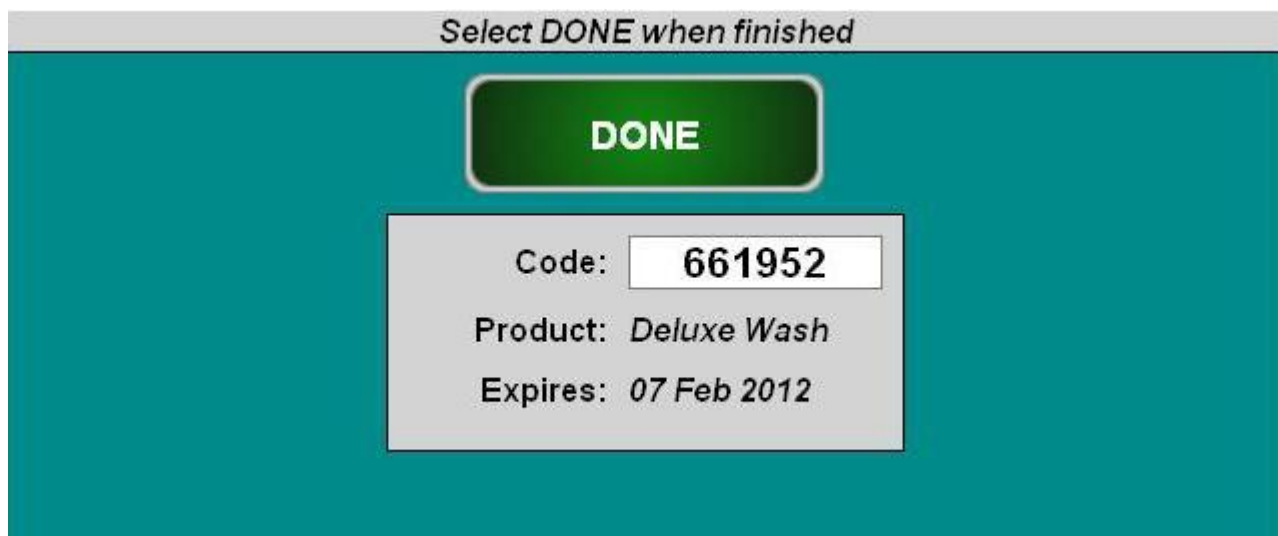 Select DONE when finished
DONE
Code: 661952
Product: Deluxe Wash
Expires: 07 Feb 2012